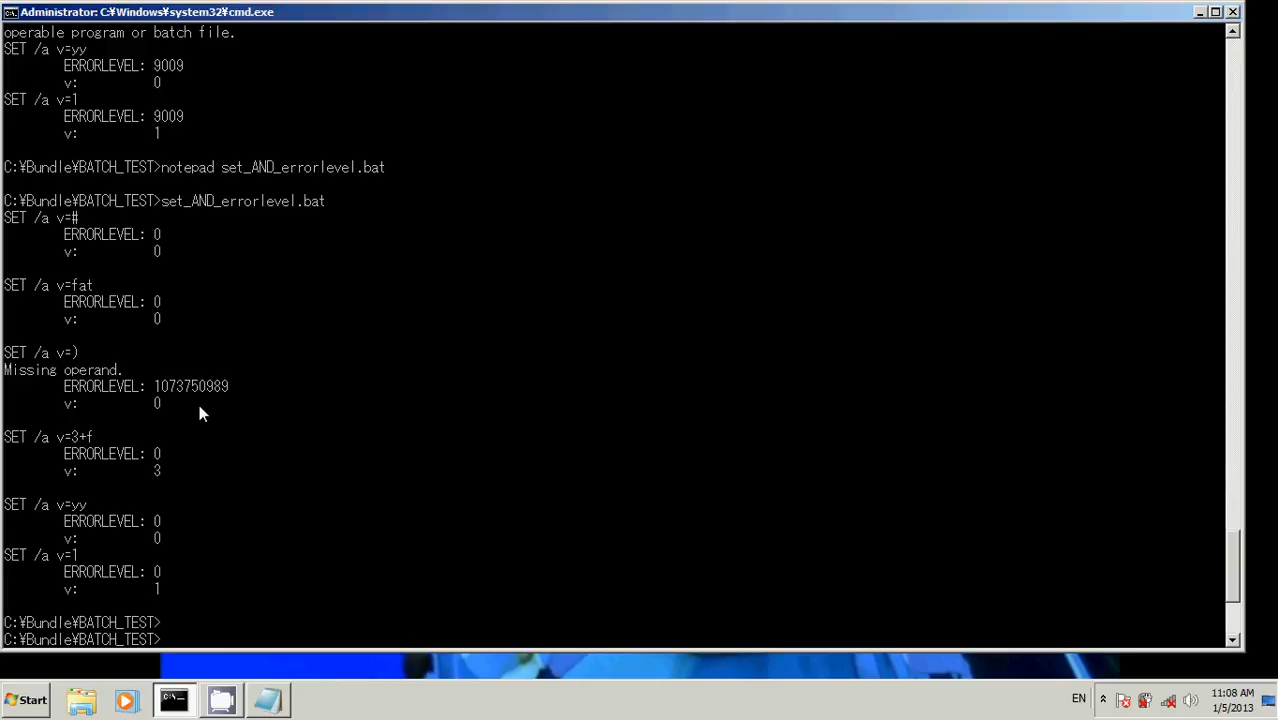 Administrator: C:¥Windows¥system32¥cmd.exe
operable program or batch file.
SET /a v=yy
ERRORLEVEL: 9009
v: 0
SET /a v=1
ERRORLEVEL: 9009
v: 1
C:¥Bundle¥BATCH_TEST>notepad set_AND_errorlevel.bat
C:¥Bundle¥BATCH_TEST>set_AND_errorlevel.bat
SET /a v=#
ERRORLEVEL: 0
v: 0
SET /a v=fat
ERRORLEVEL: 0
v: 0
SET /a v=)
Missing operand.
ERRORLEVEL: 1073750989
v: 0
SET /a v=3+f
ERRORLEVEL: 0
v: 3
SET /a v=yy
ERRORLEVEL: 0
v: 0
SET /a v=1
ERRORLEVEL: 0
v: 1
C:¥Bundle¥BATCH_TEST>
C:¥Bundle¥BATCH_TEST>
Start
EN
11:08 AM
1/5/2013